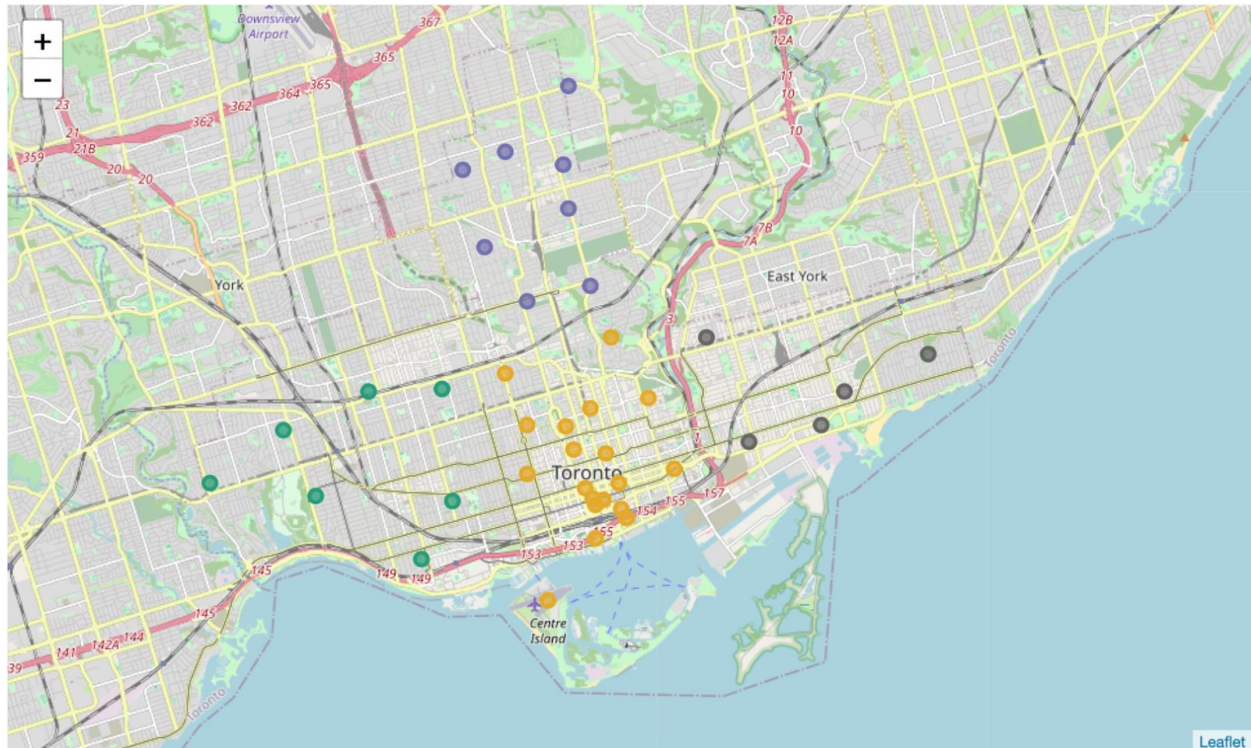 +
−
Downsview
Airport
367
365
365
364
362
362
23
21
21B
359
20
20
12B
12A
11
10
10
7B
7A
3
York
East York
Toronto
1
Toronto
157
155
154
155
153
153
149
149
145
145
144
142A
141
39
Centre
Island
Toronto
Leaflet